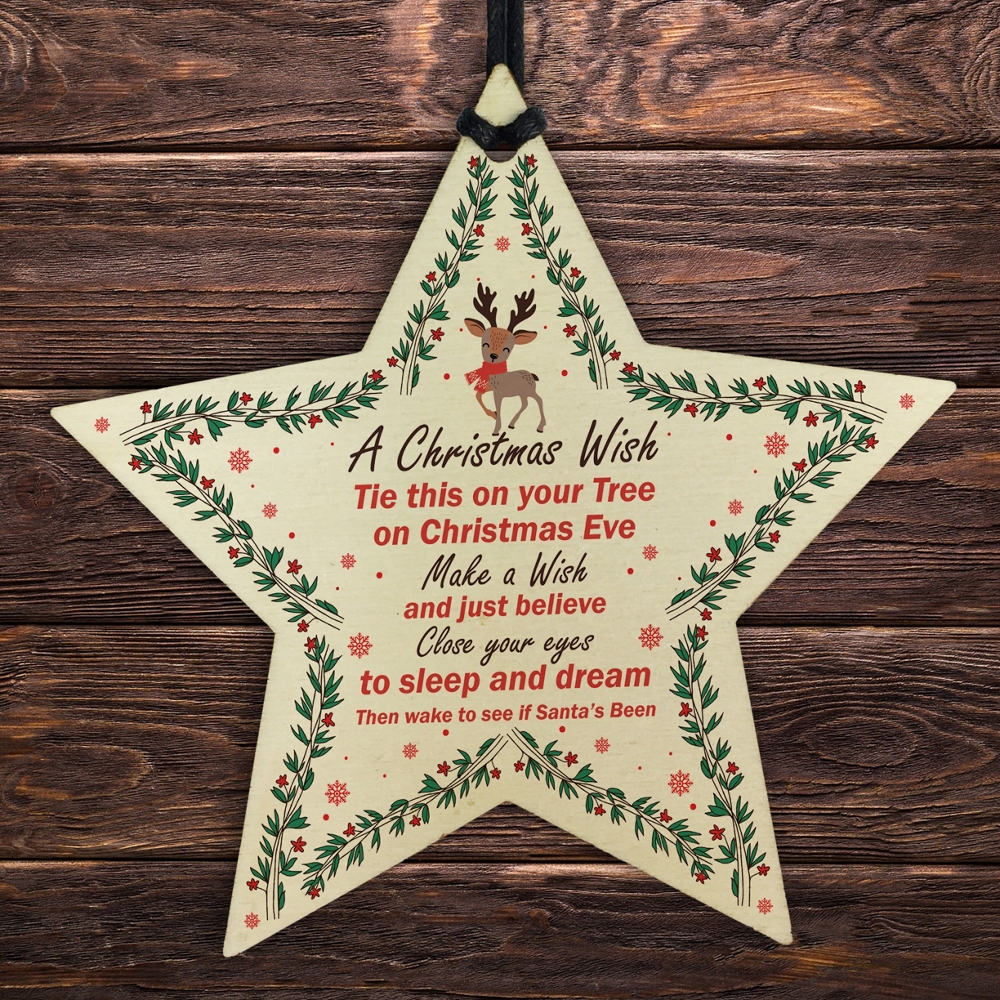 A Christmas Wish
Tie this on your Tree
on Christmas Eve
Make a Wish
and just believe
Close your eyes
to sleep and dream
Then wake to see if Santa's Been